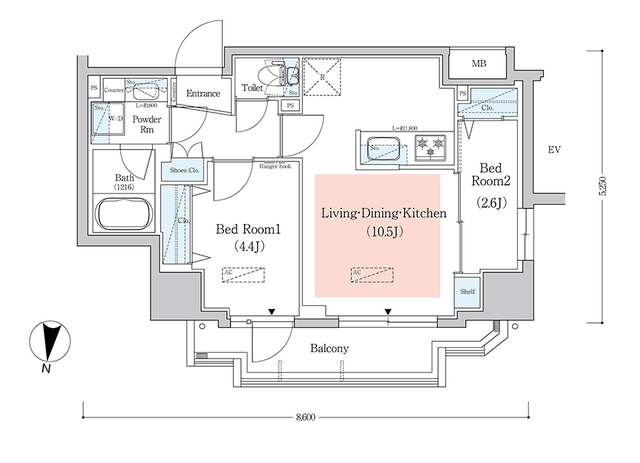 MB
Toilet
Sto.
R
PS
Counter
Sto.
Entrance
PS
PS
Clo.
L=約800
Sto.
W/D
Powder
Rm
L=約1,800
Sto.
EV
5,250
Bath
(1216)
Shoes Clo.
Hanger hook
Bed
Room2
(2.6J)
Clo.
Bed Room1
(4.4J)
Living·Dining·Kitchen
(10.5J)
AC
AC
Shelf
Balcony
N
8,600